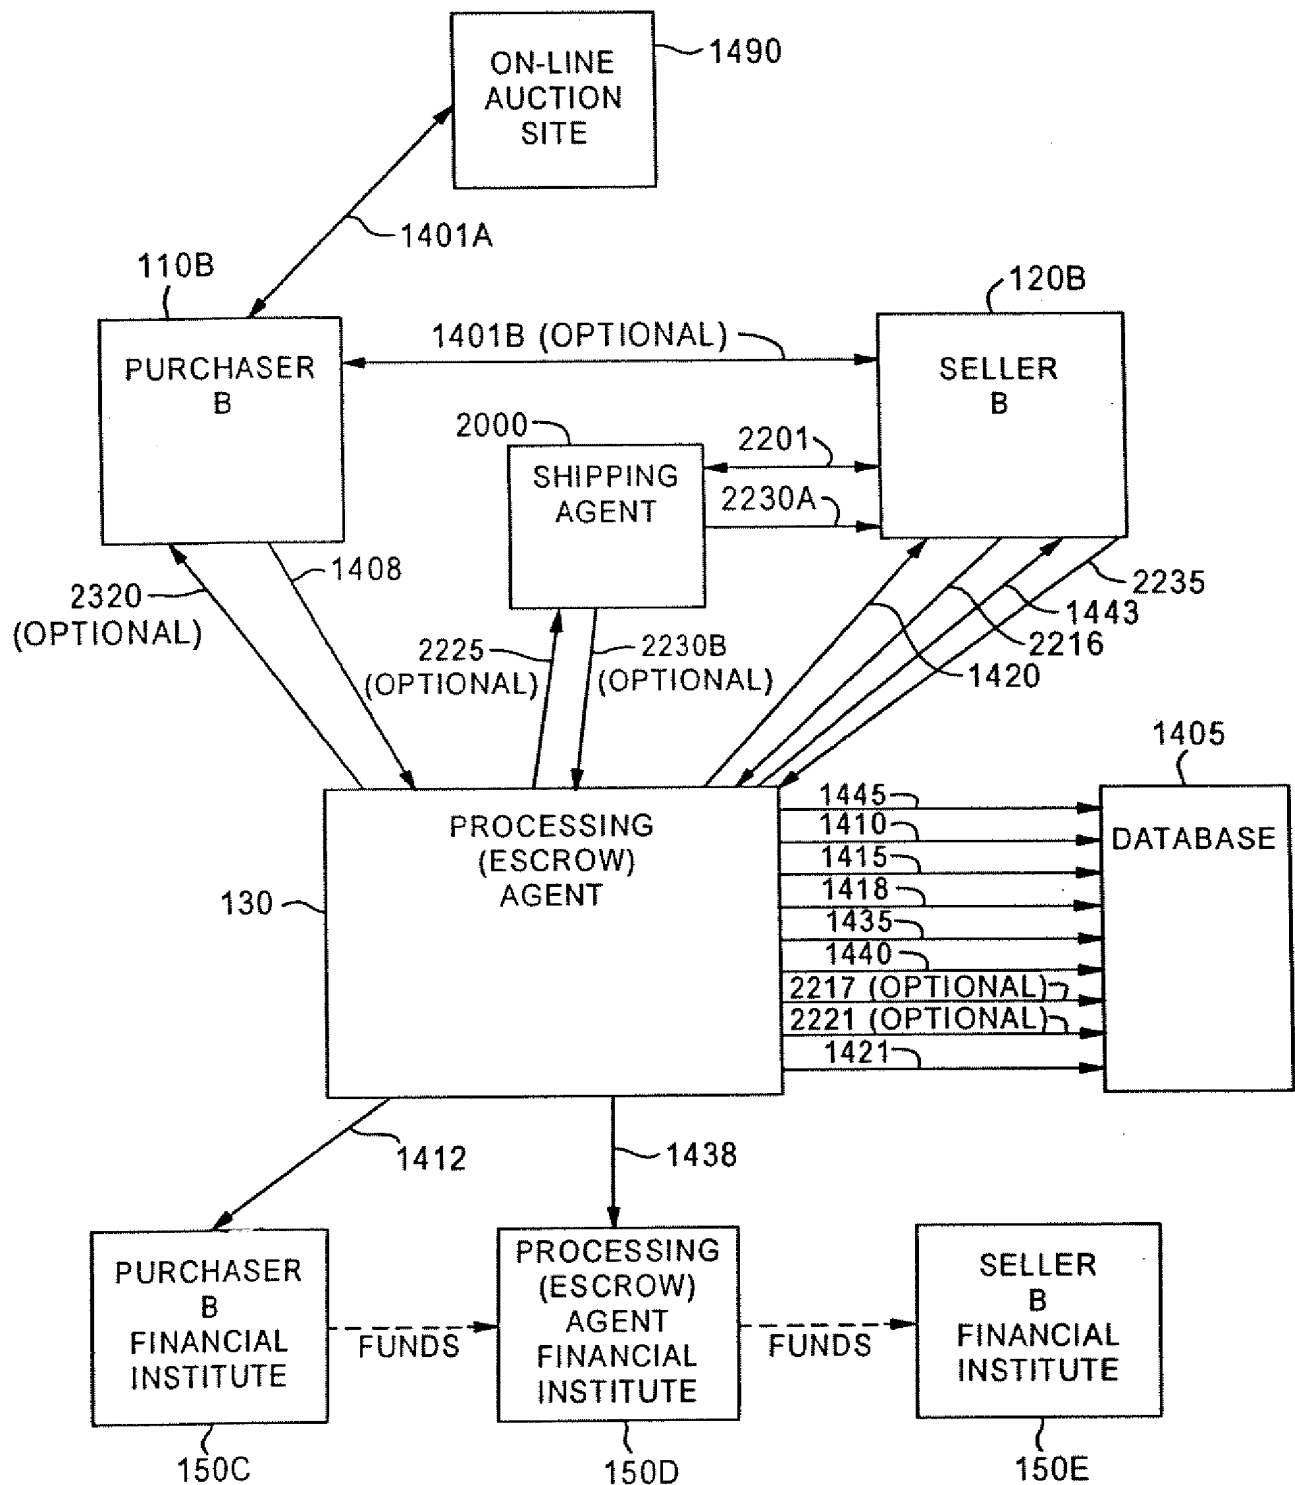 ON-LINE
AUCTION
SITE
1490
1401A
110B
120B
PURCHASER
B
1401B (OPTIONAL)
SELLER
B
2000
SHIPPING
AGENT
2201
2230A
2320
(OPTIONAL)
1408
2225
(OPTIONAL)
2230B
(OPTIONAL)
2235
1443
2216
1420
1405
DATABASE
PROCESSING
(ESCROW)
AGENT
130
1445
1410
1415
1418
1435
1440
2217 (OPTIONAL)
2221 (OPTIONAL)
1421
1412
1438
PURCHASER
B
FINANCIAL
INSTITUTE
FUNDS
PROCESSING
(ESCROW)
AGENT
FINANCIAL
INSTITUTE
FUNDS
SELLER
B
FINANCIAL
INSTITUTE
150C
150D
150E